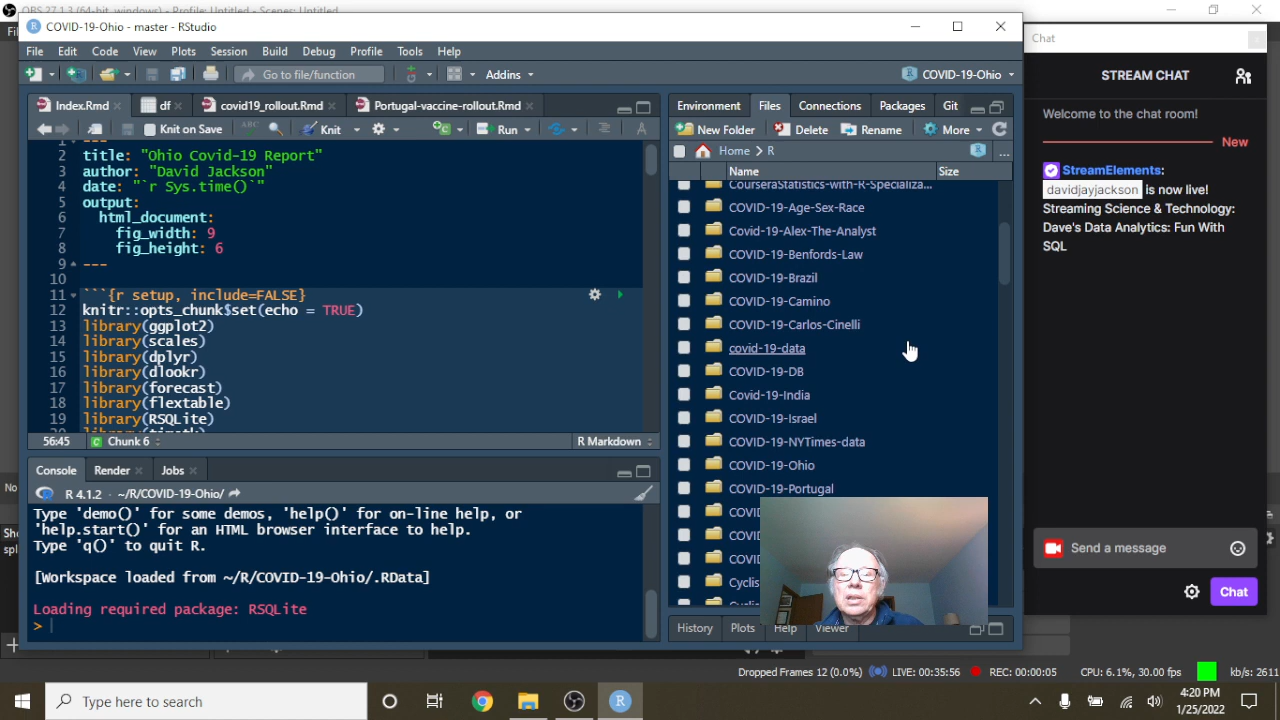 OBS 27.1.3 (64-bit, windows) - Profile: Untitled - Scenes: Untitled
COVID-19-Ohio - master - RStudio
File Edit Code View Plots Session Build Debug Profile Tools Help
Go to file/function
Addins
COVID-19-Ohio
Index.Rmd
df
covid19_rollout.Rmd
Portugal-vaccine-rollout.Rmd
Knit on Save
ABC
Knit
Run
1 ---
2 title: "Ohio Covid-19 Report"
3 author: "David Jackson"
4 date: "`r Sys.time()`"
5 output:
6 html_document:
7 fig_width: 9
8 fig_height: 6
9 ---
10
11 ```{r setup, include=FALSE}
12 knitr::opts_chunk$set(echo = TRUE)
13 library(ggplot2)
14 library(scales)
15 library(dplyr)
16 library(dlookr)
17 library(forecast)
18 library(flextable)
19 library(RSQLite)
56:45
Chunk 6
R Markdown
Console
Render
Jobs
R 4.1.2 · ~/R/COVID-19-Ohio/
Type 'demo()' for some demos, 'help()' for on-line help, or
'help.start()' for an HTML browser interface to help.
Type 'q()' to quit R.
[Workspace loaded from ~/R/COVID-19-Ohio/.RData]
Loading required package: RSQLite
>
Environment
Files
Connections
Packages
Git
New Folder
Delete
Rename
More
Home > R
...
Name
Size
CourseraStatistics-with-R-Specializa...
COVID-19-Age-Sex-Race
Covid-19-Alex-The-Analyst
COVID-19-Benfords-Law
COVID-19-Brazil
COVID-19-Camino
COVID-19-Carlos-Cinelli
covid-19-data
COVID-19-DB
Covid-19-India
COVID-19-Israel
COVID-19-NYTimes-data
COVID-19-Ohio
COVID-19-Portugal
COVI
COVI
COVI
Cyclis
History
Plots
Help
Viewer
Chat
STREAM CHAT
Welcome to the chat room!
New
StreamElements:
davidjayjackson is now live!
Streaming Science & Technology:
Dave's Data Analytics: Fun With
SQL
Send a message
Chat
Dropped Frames 12 (0.0%)
LIVE: 00:35:56
REC: 00:00:05
CPU: 6.1%, 30.00 fps
kb/s: 2611
Type here to search
4:20 PM
1/25/2022